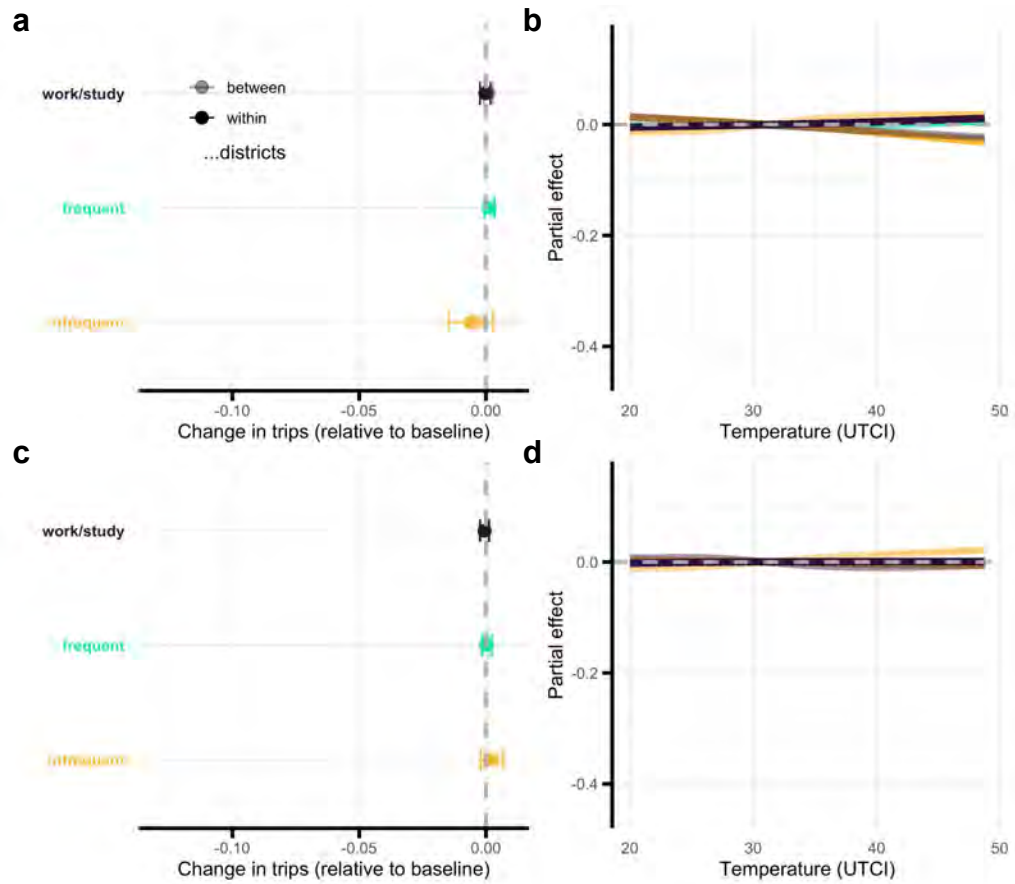 a
work/study
between
within
...districts
frequent
infrequent
-0.10
-0.05
0.00
Change in trips (relative to baseline)
b
Partial effect
0.0
-0.2
-0.4
20
30
40
50
Temperature (UTCI)
c
work/study
frequent
infrequent
-0.10
-0.05
0.00
Change in trips (relative to baseline)
d
Partial effect
0.0
-0.2
-0.4
20
30
40
50
Temperature (UTCI)